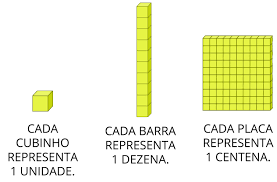 CADA
CUBINHO
REPRESENTA
1 UNIDADE.
CADA BARRA
REPRESENTA
1 DEZENA.
CADA PLACA
REPRESENTA
1 CENTENA.